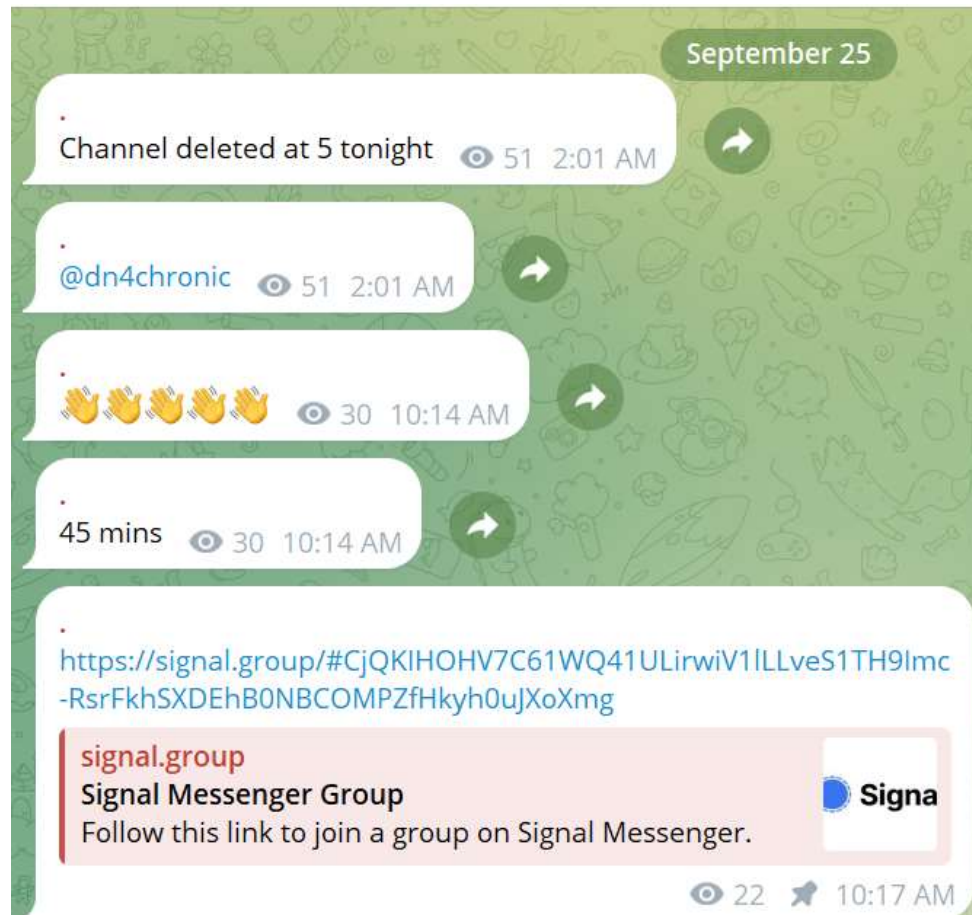 September 25
.
Channel deleted at 5 tonight 51 2:01 AM
.
@dn4chronic 51 2:01 AM
.
👋👋👋👋👋 30 10:14 AM
.
45 mins 30 10:14 AM
.
https://signal.group/#CjQKIHOHV7C61WQ41ULirwiV1lLLveS1TH9Imc
-RsrFkhSXDEhB0NBCOMPZfHkyh0uJXoXmg
signal.group
Signal Messenger Group
Signa
Follow this link to join a group on Signal Messenger.
22 10:17 AM